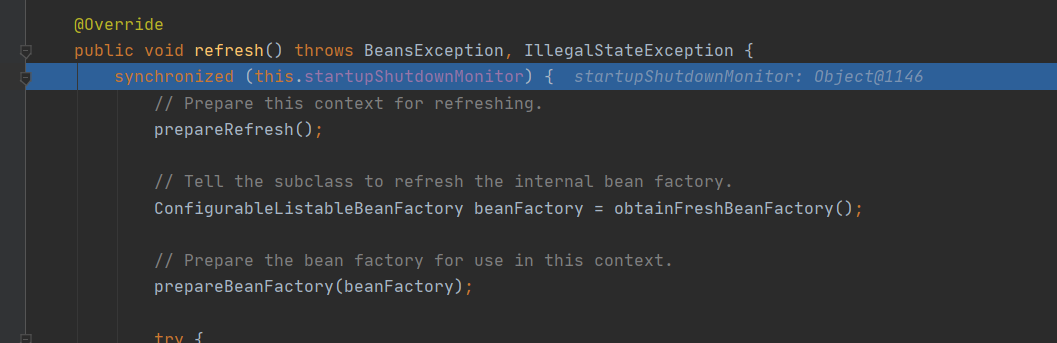 @Override
public void refresh() throws BeansException, IllegalStateException {
synchronized (this.startupShutdownMonitor) { startupShutdownMonitor: Object@1146
// Prepare this context for refreshing.
prepareRefresh();
// Tell the subclass to refresh the internal bean factory.
ConfigurableListableBeanFactory beanFactory = obtainFreshBeanFactory();
// Prepare the bean factory for use in this context.
prepareBeanFactory(beanFactory);
try {